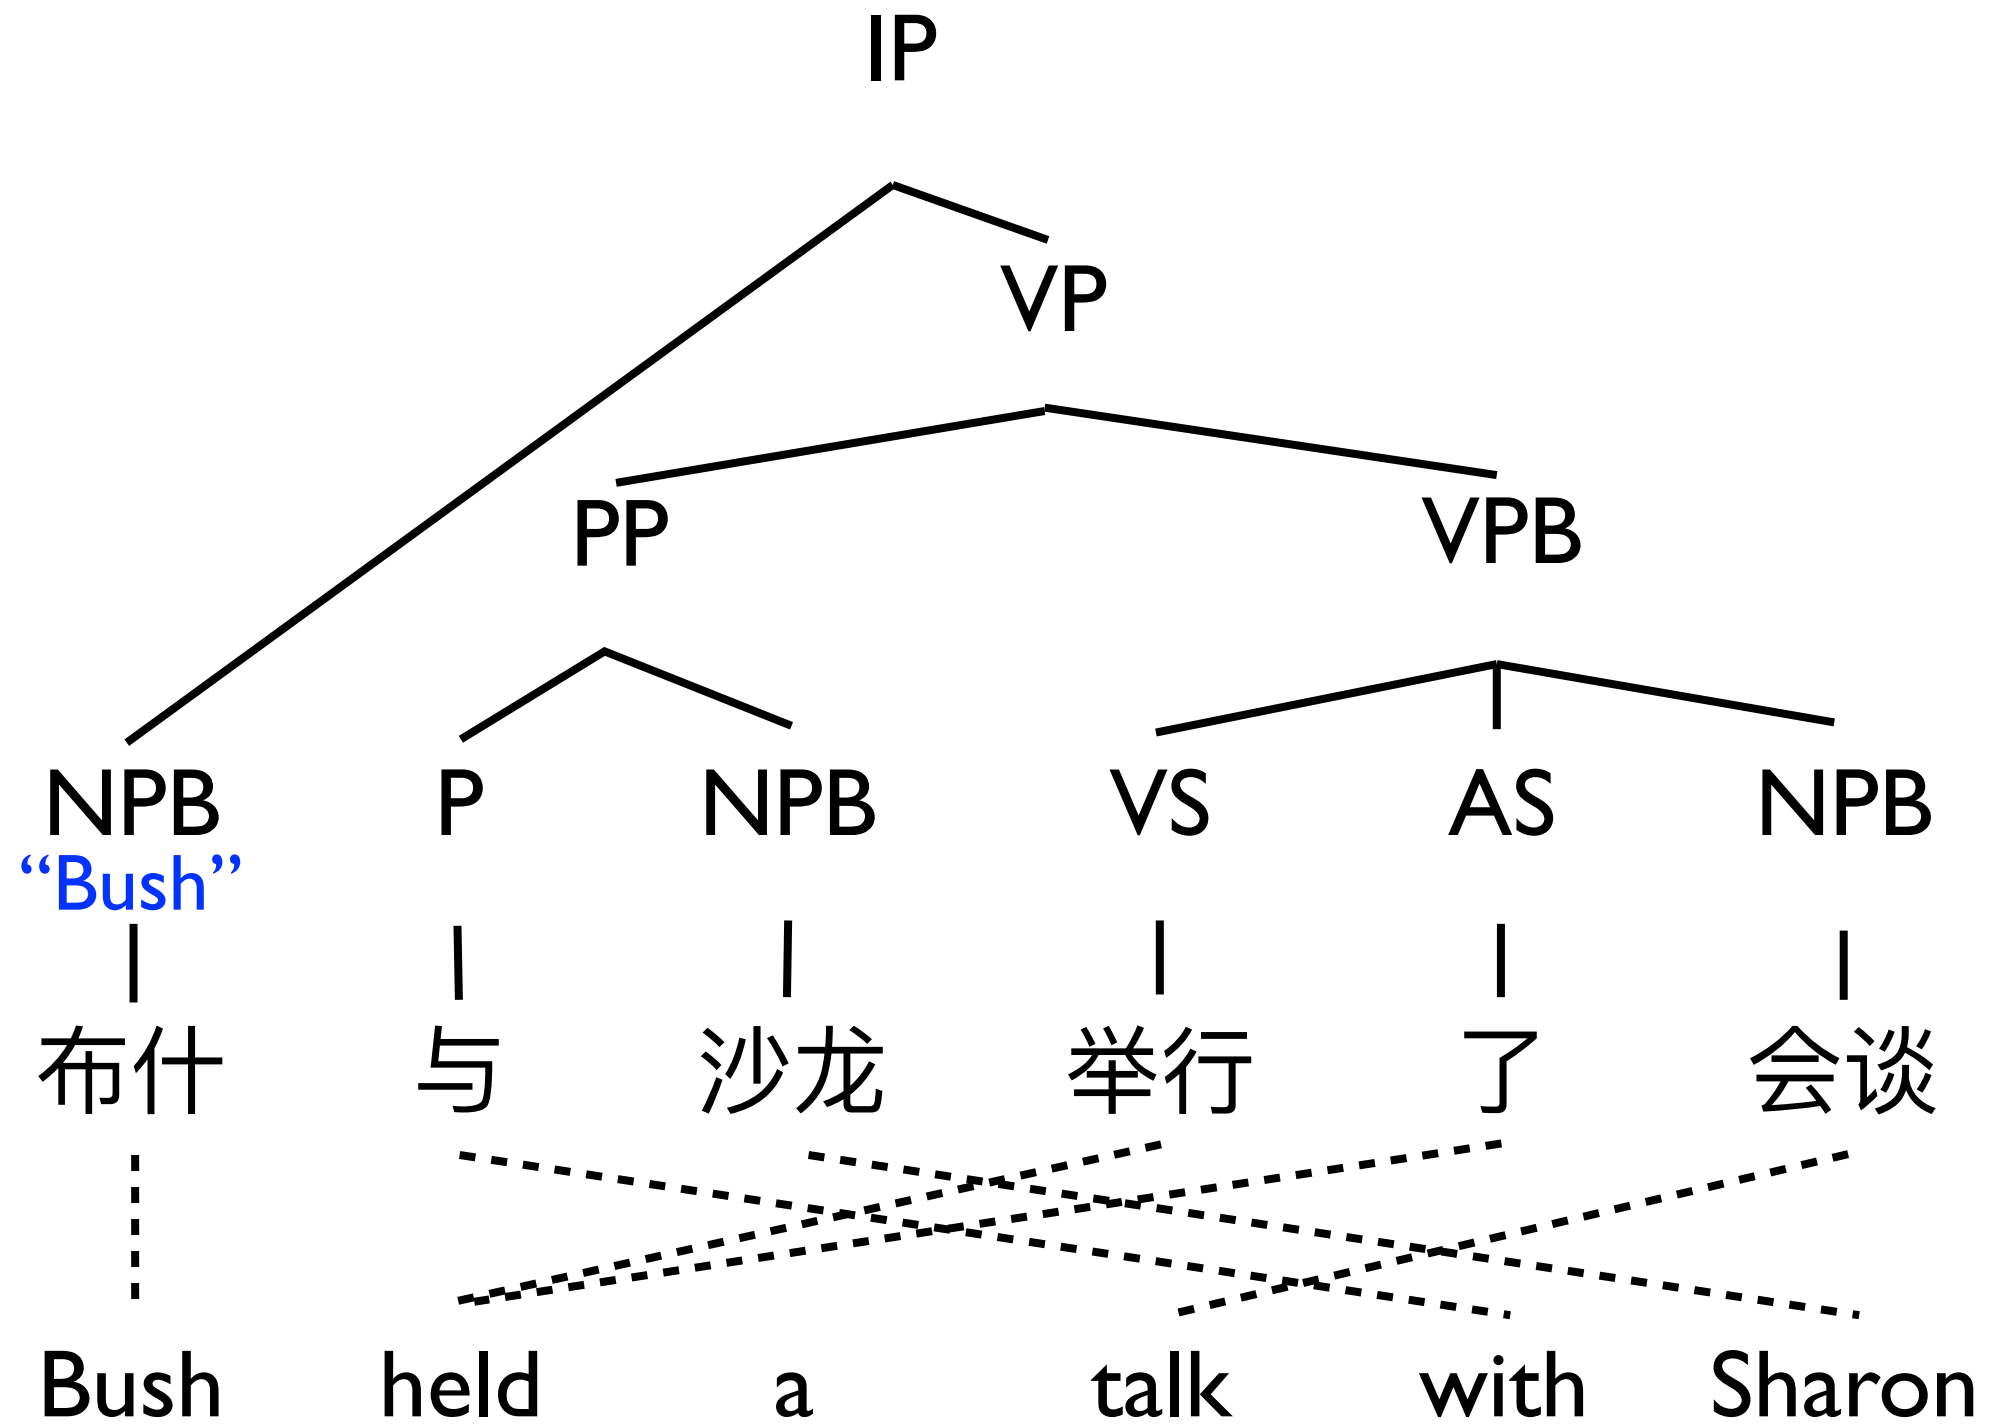 IP
VP
PP VPB
NPB P NPB VS AS NPB
“Bush”
布什 与 沙龙 举行 了 会谈
Bush held a talk with Sharon